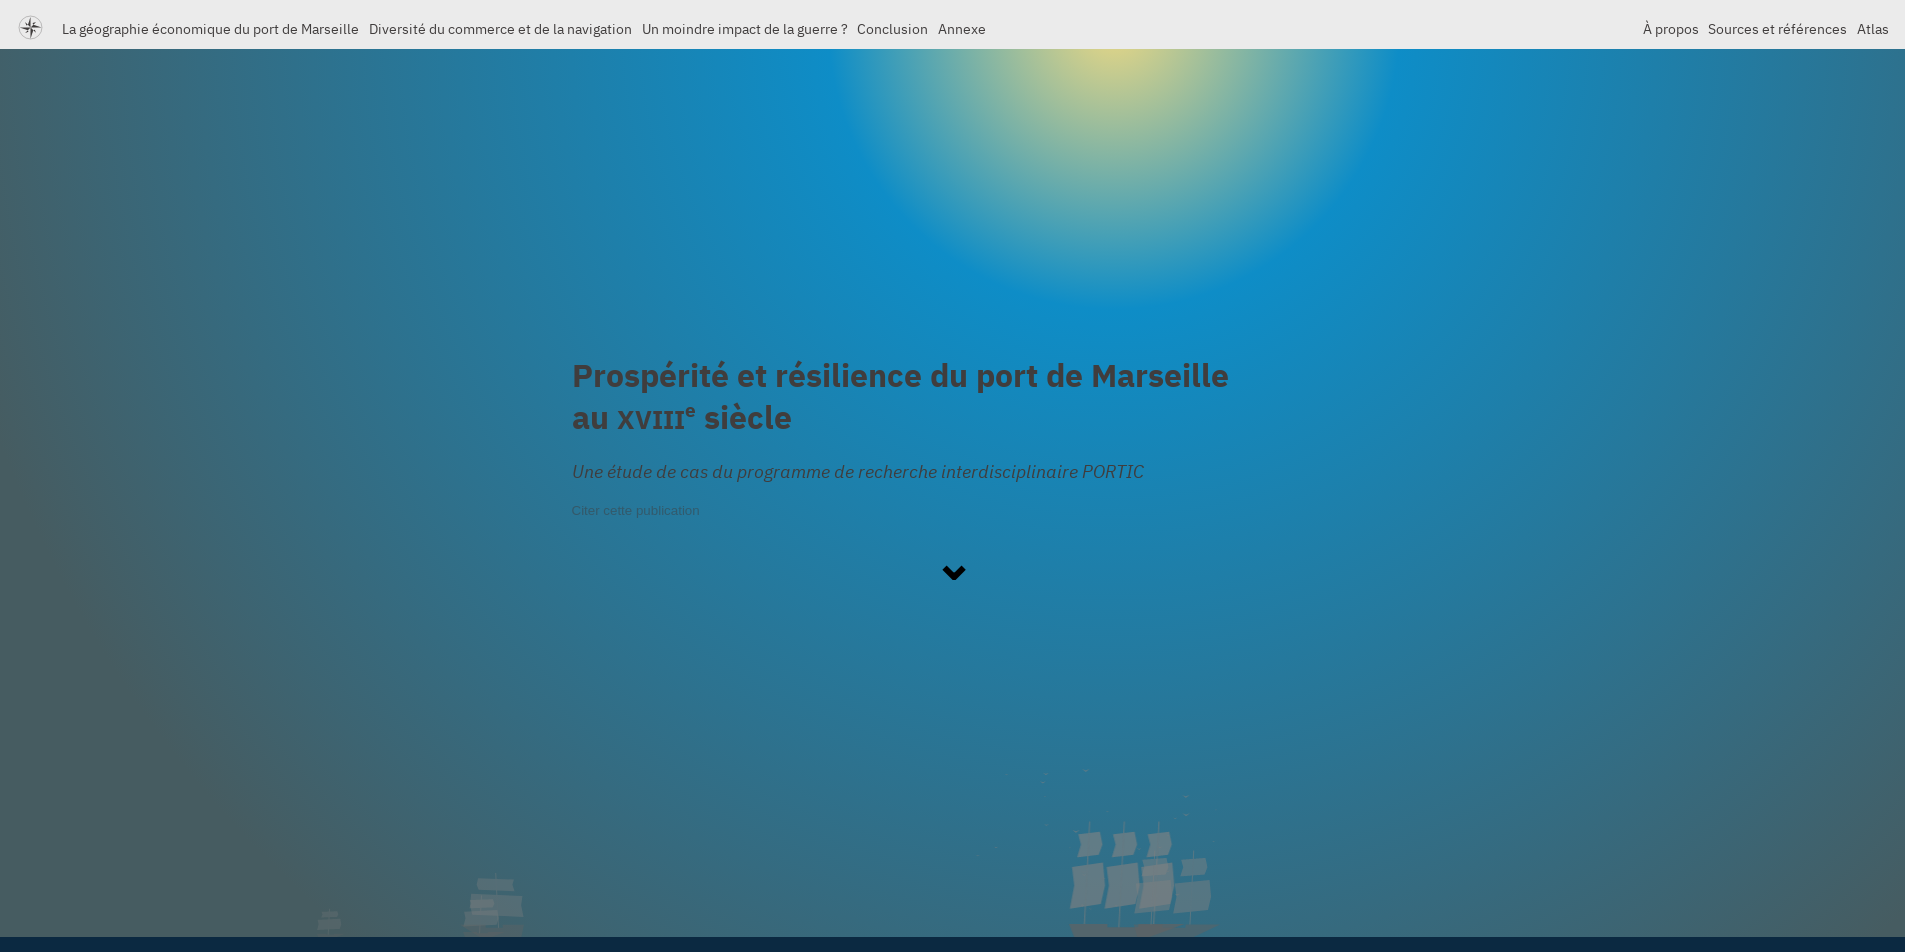 La géographie économique du port de Marseille Diversité du commerce et de la navigation Un moindre impact de la guerre ? Conclusion Annexe À propos Sources et références Atlas
Prospérité et résilience du port de Marseille
au XVIIIe siècle
Une étude de cas du programme de recherche interdisciplinaire PORTIC
Citer cette publication